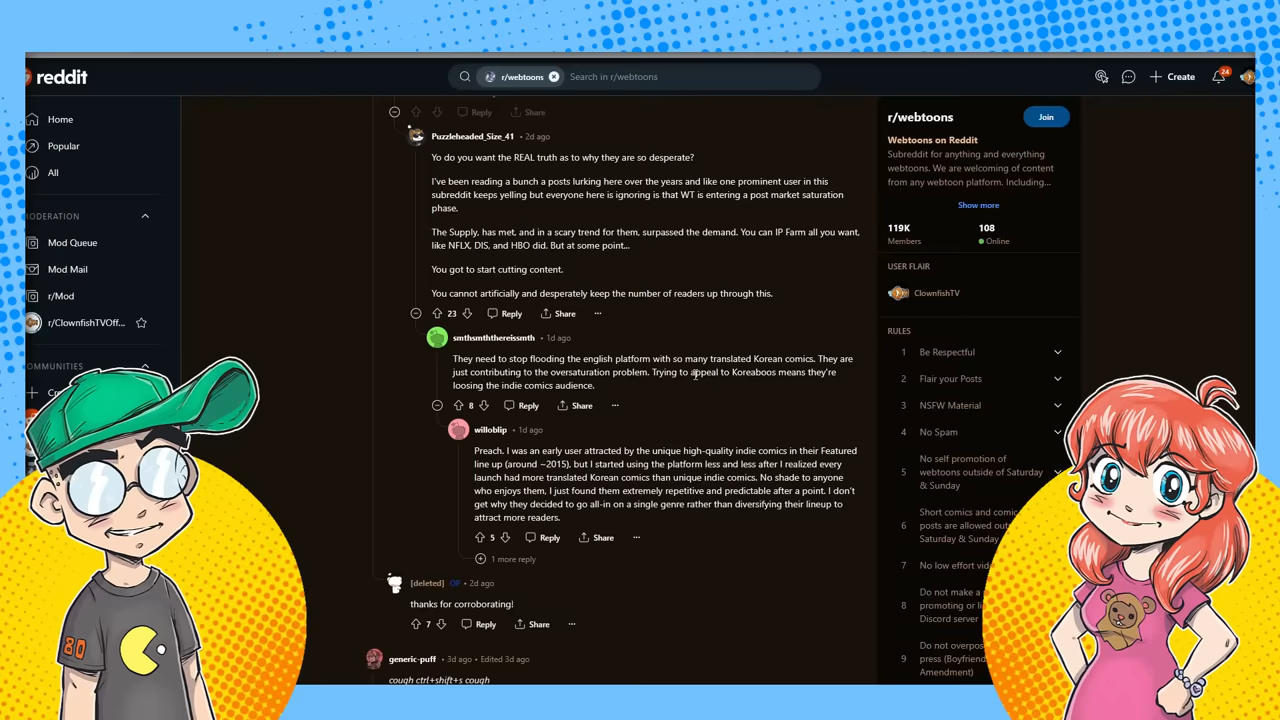 reddit
r/webtoons
Search in r/webtoons
Create
24
Home
Popular
All
MODERATION
Mod Queue
Mod Mail
r/Mod
r/ClownfishTVOff...
COMMUNITIES
Reply
Share
Puzzleheaded_Size_41 • 2d ago
Yo do you want the REAL truth as to why they are so desperate?
I've been reading a bunch a posts lurking here over the years and like one prominent user in this
subreddit keeps yelling but everyone here is ignoring is that WT is entering a post market saturation
phase.
The Supply, has met, and in a scary trend for them, surpassed the demand. You can IP Farm all you want,
like NFLX, DIS, and HBO did. But at some point...
You got to start cutting content.
You cannot artificially and desperately keep the number of readers up through this.
23
Reply
Share
smthsmththereissmth • 1d ago
They need to stop flooding the english platform with so many translated Korean comics. They are
just contributing to the oversaturation problem. Trying to appeal to Koreaboos means they're
loosing the indie comics audience.
8
Reply
Share
willoblip • 1d ago
Preach. I was an early user attracted by the unique high-quality indie comics in their Featured
line up (around ~2015), but I started using the platform less and less after I realized every
launch had more translated Korean comics than unique indie comics. No shade to anyone
who enjoys them, I just found them extremely repetitive and predictable after a point. I don't
get why they decided to go all-in on a single genre rather than diversifying their lineup to
attract more readers.
5
Reply
Share
1 more reply
[deleted] OP • 2d ago
thanks for corroborating!
7
Reply
Share
generic-puff • 3d ago • Edited 3d ago
cough ctrl+shift+s cough
r/webtoons
Join
Webtoons on Reddit
Subreddit for anything and everything
webtoons. We are welcoming of content
from any webtoon platform. Including...
Show more
119K
108
Members
Online
USER FLAIR
ClownfishTV
RULES
1 Be Respectful
2 Flair your Posts
3 NSFW Material
4 No Spam
5 No self promotion of
webtoons outside of Saturday
& Sunday
6 Short comics and comic
posts are allowed
Saturday & Sunday
7 No low effort
8 Do not make a
promoting or
Discord server
9 Do not
press (Boyfriend
Amendment)
80